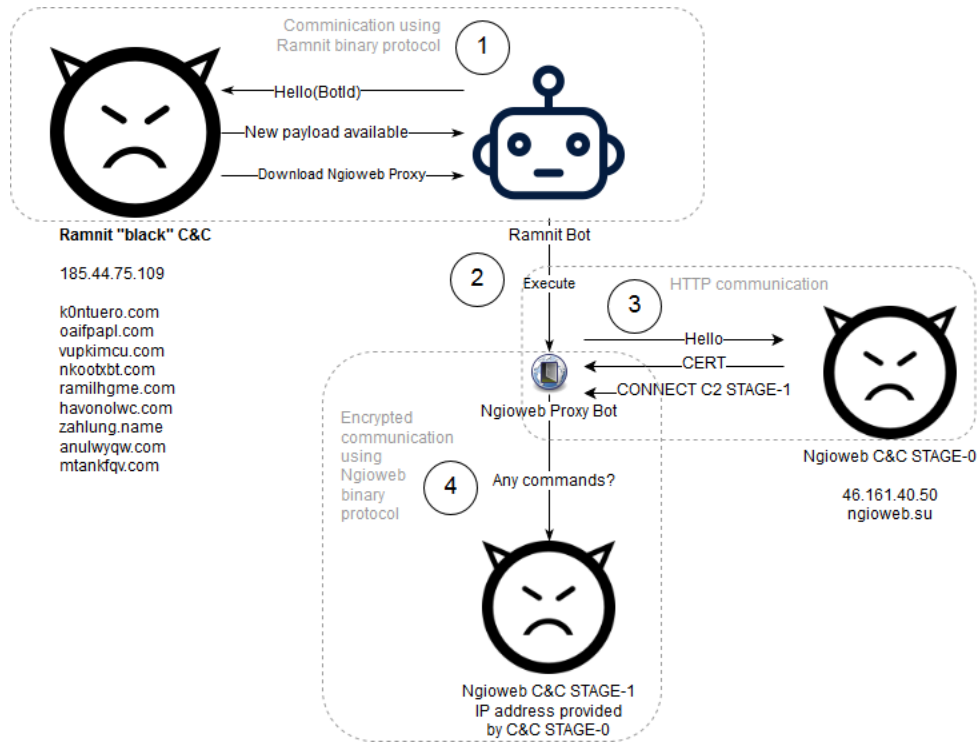 Comminication using
Ramnit binary protocol
1
Hello(BotId)
New payload available
Download Ngioweb Proxy
Ramnit "black" C&C
185.44.75.109
k0ntuero.com
oaifpapl.com
vupkimcu.com
nkootxbt.com
ramilhgme.com
havonolwc.com
zahlung.name
anulwyqw.com
mtankfqv.com
Ramnit Bot
2
Execute
HTTP communication
3
Hello
CERT
CONNECT C2 STAGE-1
Ngioweb Proxy Bot
Ngioweb C&C STAGE-0
46.161.40.50
ngioweb.su
Encrypted
communication
using
Ngioweb
binary
protocol
4
Any commands?
Ngioweb C&C STAGE-1
IP address provided
by C&C STAGE-0